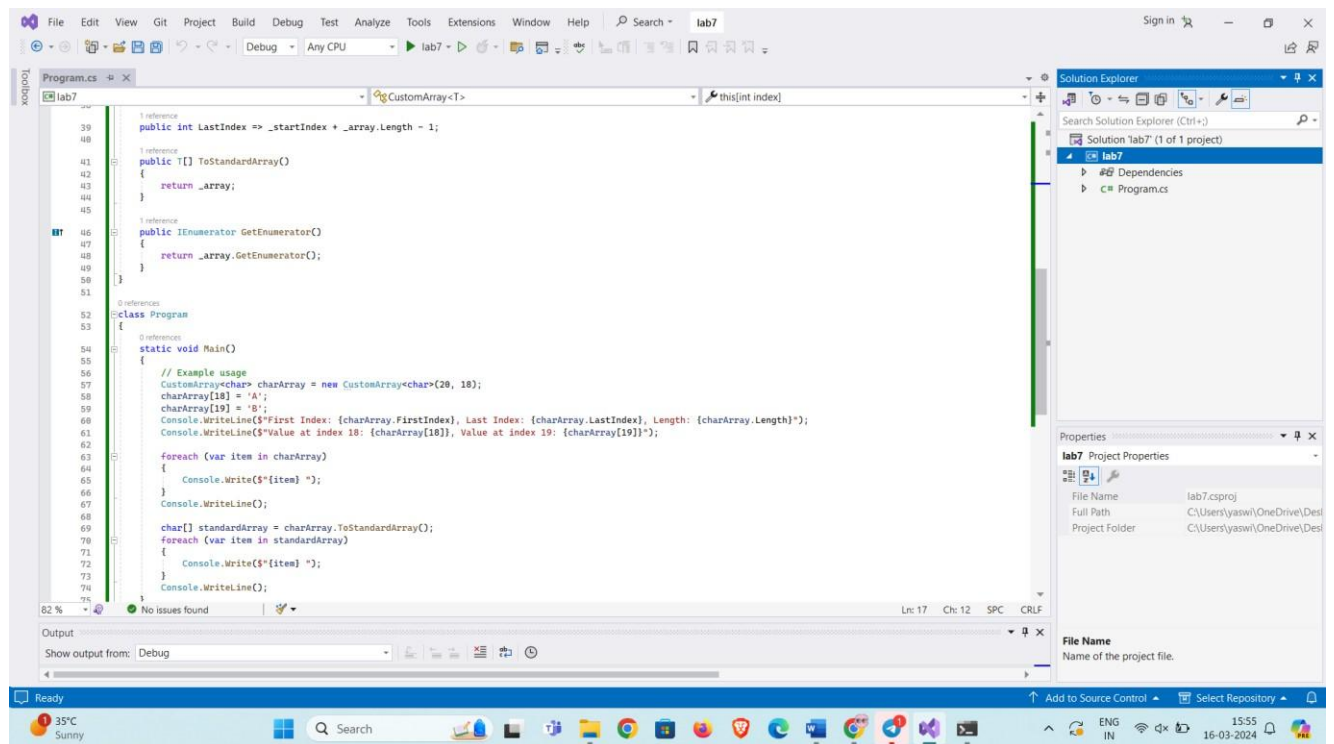 File Edit View Git Project Build Debug Test Analyze Tools Extensions Window Help Search lab7 Sign in
Debug Any CPU lab7
Toolbox
Program.cs
lab7 CustomArray<T> this[int index]
1 reference
39 public int LastIndex => _startIndex + _array.Length - 1;
40
1 reference
41 public T[] ToStandardArray()
42 {
43 return _array;
44 }
45
1 reference
46 public IEnumerator GetEnumerator()
47 {
48 return _array.GetEnumerator();
49 }
50 }
51
0 references
52 class Program
53 {
0 references
54 static void Main()
55 {
56 // Example usage
57 CustomArray<char> charArray = new CustomArray<char>(20, 18);
58 charArray[18] = 'A';
59 charArray[19] = 'B';
60 Console.WriteLine($"First Index: {charArray.FirstIndex}, Last Index: {charArray.LastIndex}, Length: {charArray.Length}");
61 Console.WriteLine($"Value at index 18: {charArray[18]}, Value at index 19: {charArray[19]}");
62
63 foreach (var item in charArray)
64 {
65 Console.Write($"{item} ");
66 }
67 Console.WriteLine();
68
69 char[] standardArray = charArray.ToStandardArray();
70 foreach (var item in standardArray)
71 {
72 Console.Write($"{item} ");
73 }
74 Console.WriteLine();
75 }
82 % No issues found Ln: 17 Ch: 12 SPC CRLF
Output
Show output from: Debug
Solution Explorer
Search Solution Explorer (Ctrl+;)
Solution 'lab7' (1 of 1 project)
lab7
Dependencies
C# Program.cs
Properties
lab7 Project Properties
File Name lab7.csproj
Full Path C:\Users\yaswi\OneDrive\Des
Project Folder C:\Users\yaswi\OneDrive\Des
File Name
Name of the project file.
Ready Add to Source Control Select Repository
1 35°C
Sunny
Search
ENG
IN
15:55
16-03-2024
PRE